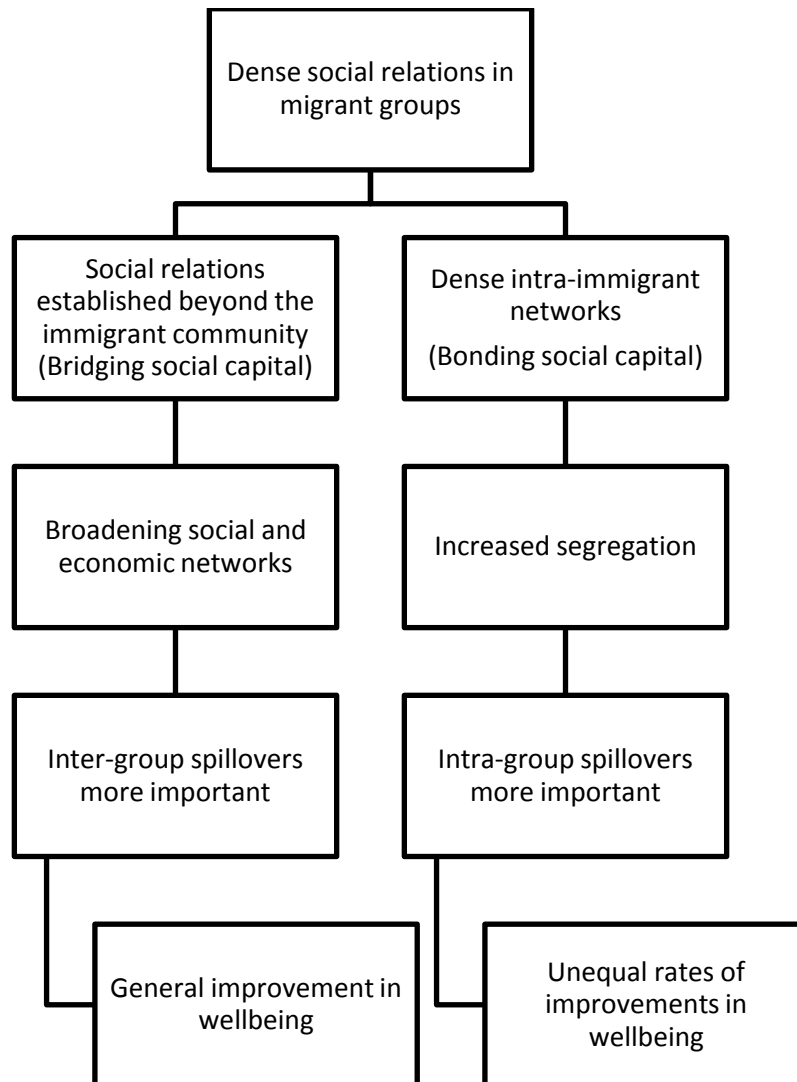 Dense social relations in
migrant groups
Social relations
established beyond the
immigrant community
(Bridging social capital)
Dense intra-immigrant
networks
(Bonding social capital)
Broadening social and
economic networks
Increased segregation
Inter-group spillovers
more important
Intra-group spillovers
more important
General improvement in
wellbeing
Unequal rates of
improvements in
wellbeing